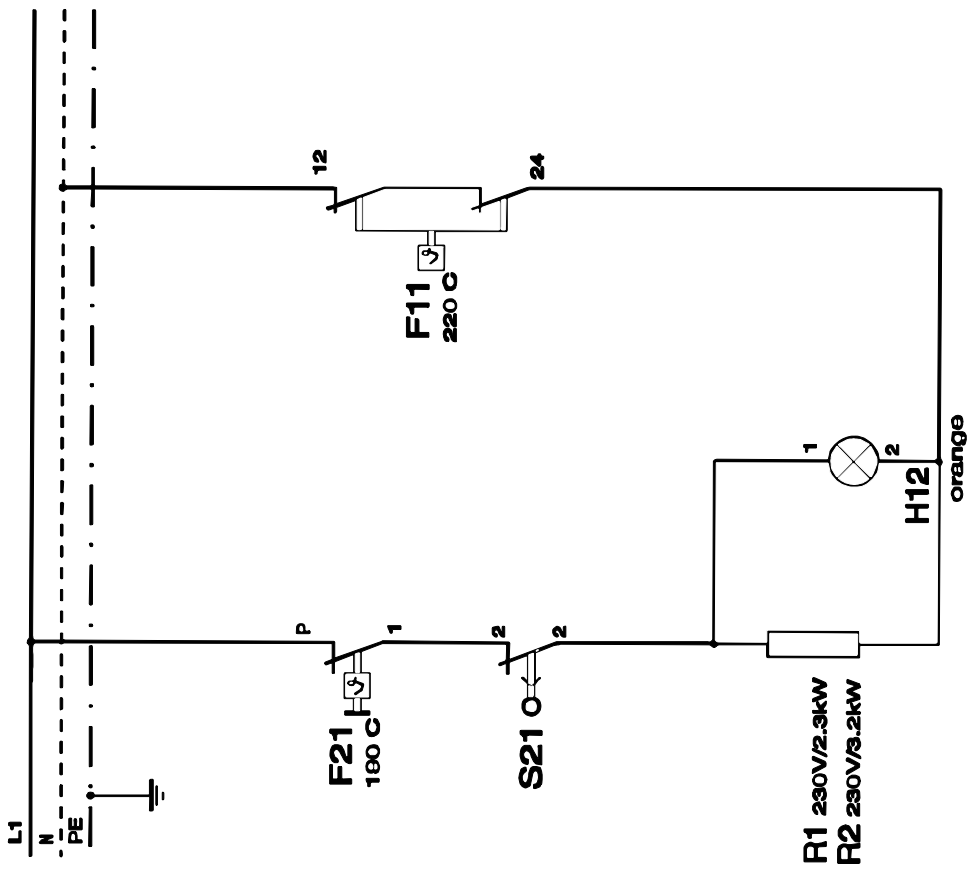 L1
N
PE
P
12
F21
190 C
1
F11
220 C
2
S21 O
24
2
1
R1 230V/2.3kW
R2 230V/3.2kW
2
H12
orange